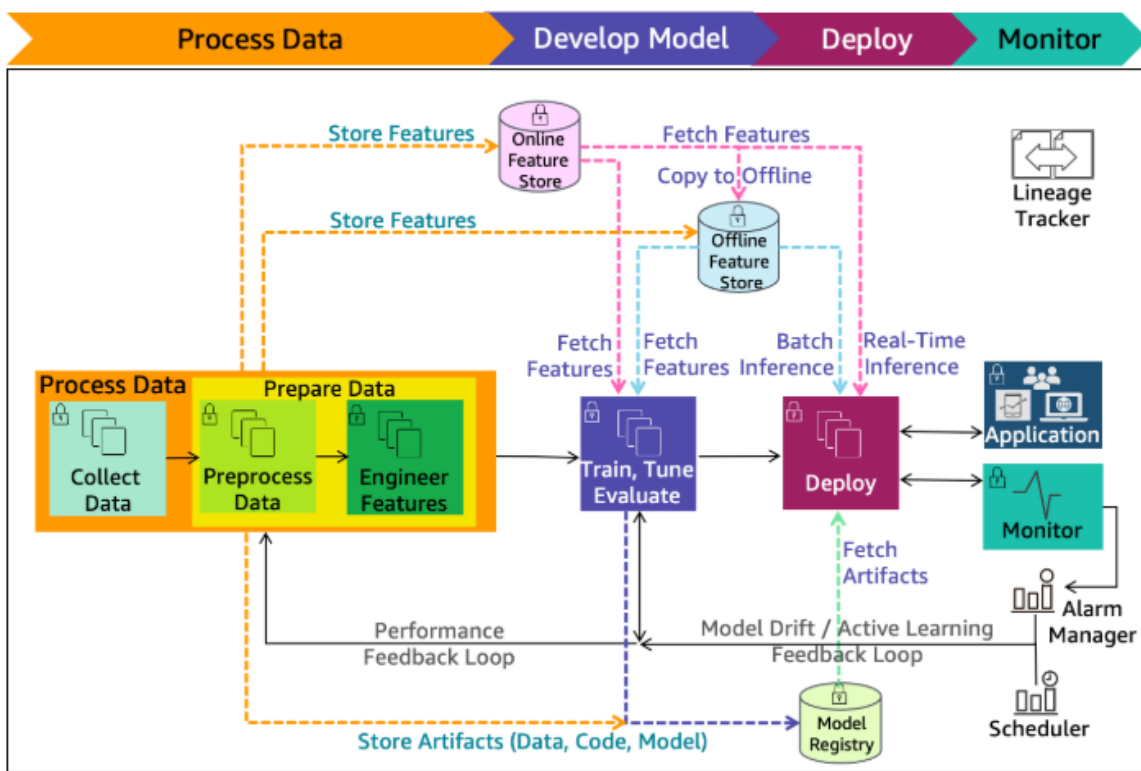 Process Data
Develop Model
Deploy
Monitor
Store Features
Online
Feature
Store
Fetch Features
Copy to Offline
Lineage
Tracker
Store Features
Offline
Feature
Store
Fetch
Features
Fetch
Features
Batch
Inference
Real-Time
Inference
Process Data
Prepare Data
Collect
Data
Preprocess
Data
Engineer
Features
Train, Tune
Evaluate
Deploy
Application
Monitor
Fetch
Artifacts
Alarm
Manager
Performance
Feedback Loop
Model Drift / Active Learning
Feedback Loop
Scheduler
Store Artifacts (Data, Code, Model)
Model
Registry